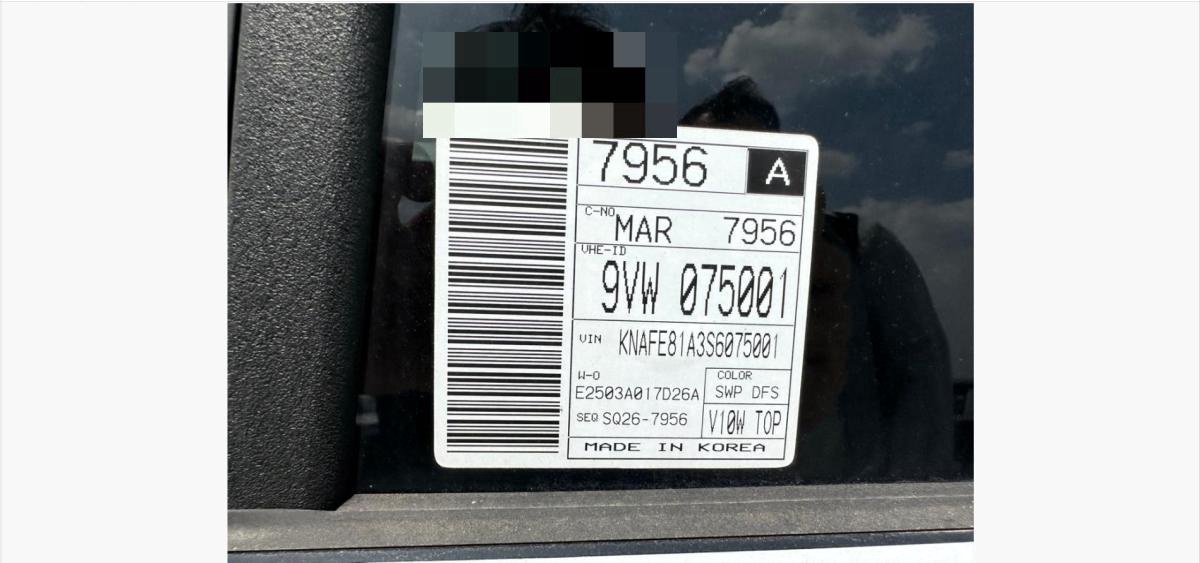 7956 A
C-NO MAR 7956
VHE-ID
9VW 075001
VIN KNAFE81A3S6075001
W-O COLOR
E2503A017D26A SWP DFS
SEQ SQ26-7956 V10W TOP
MADE IN KOREA